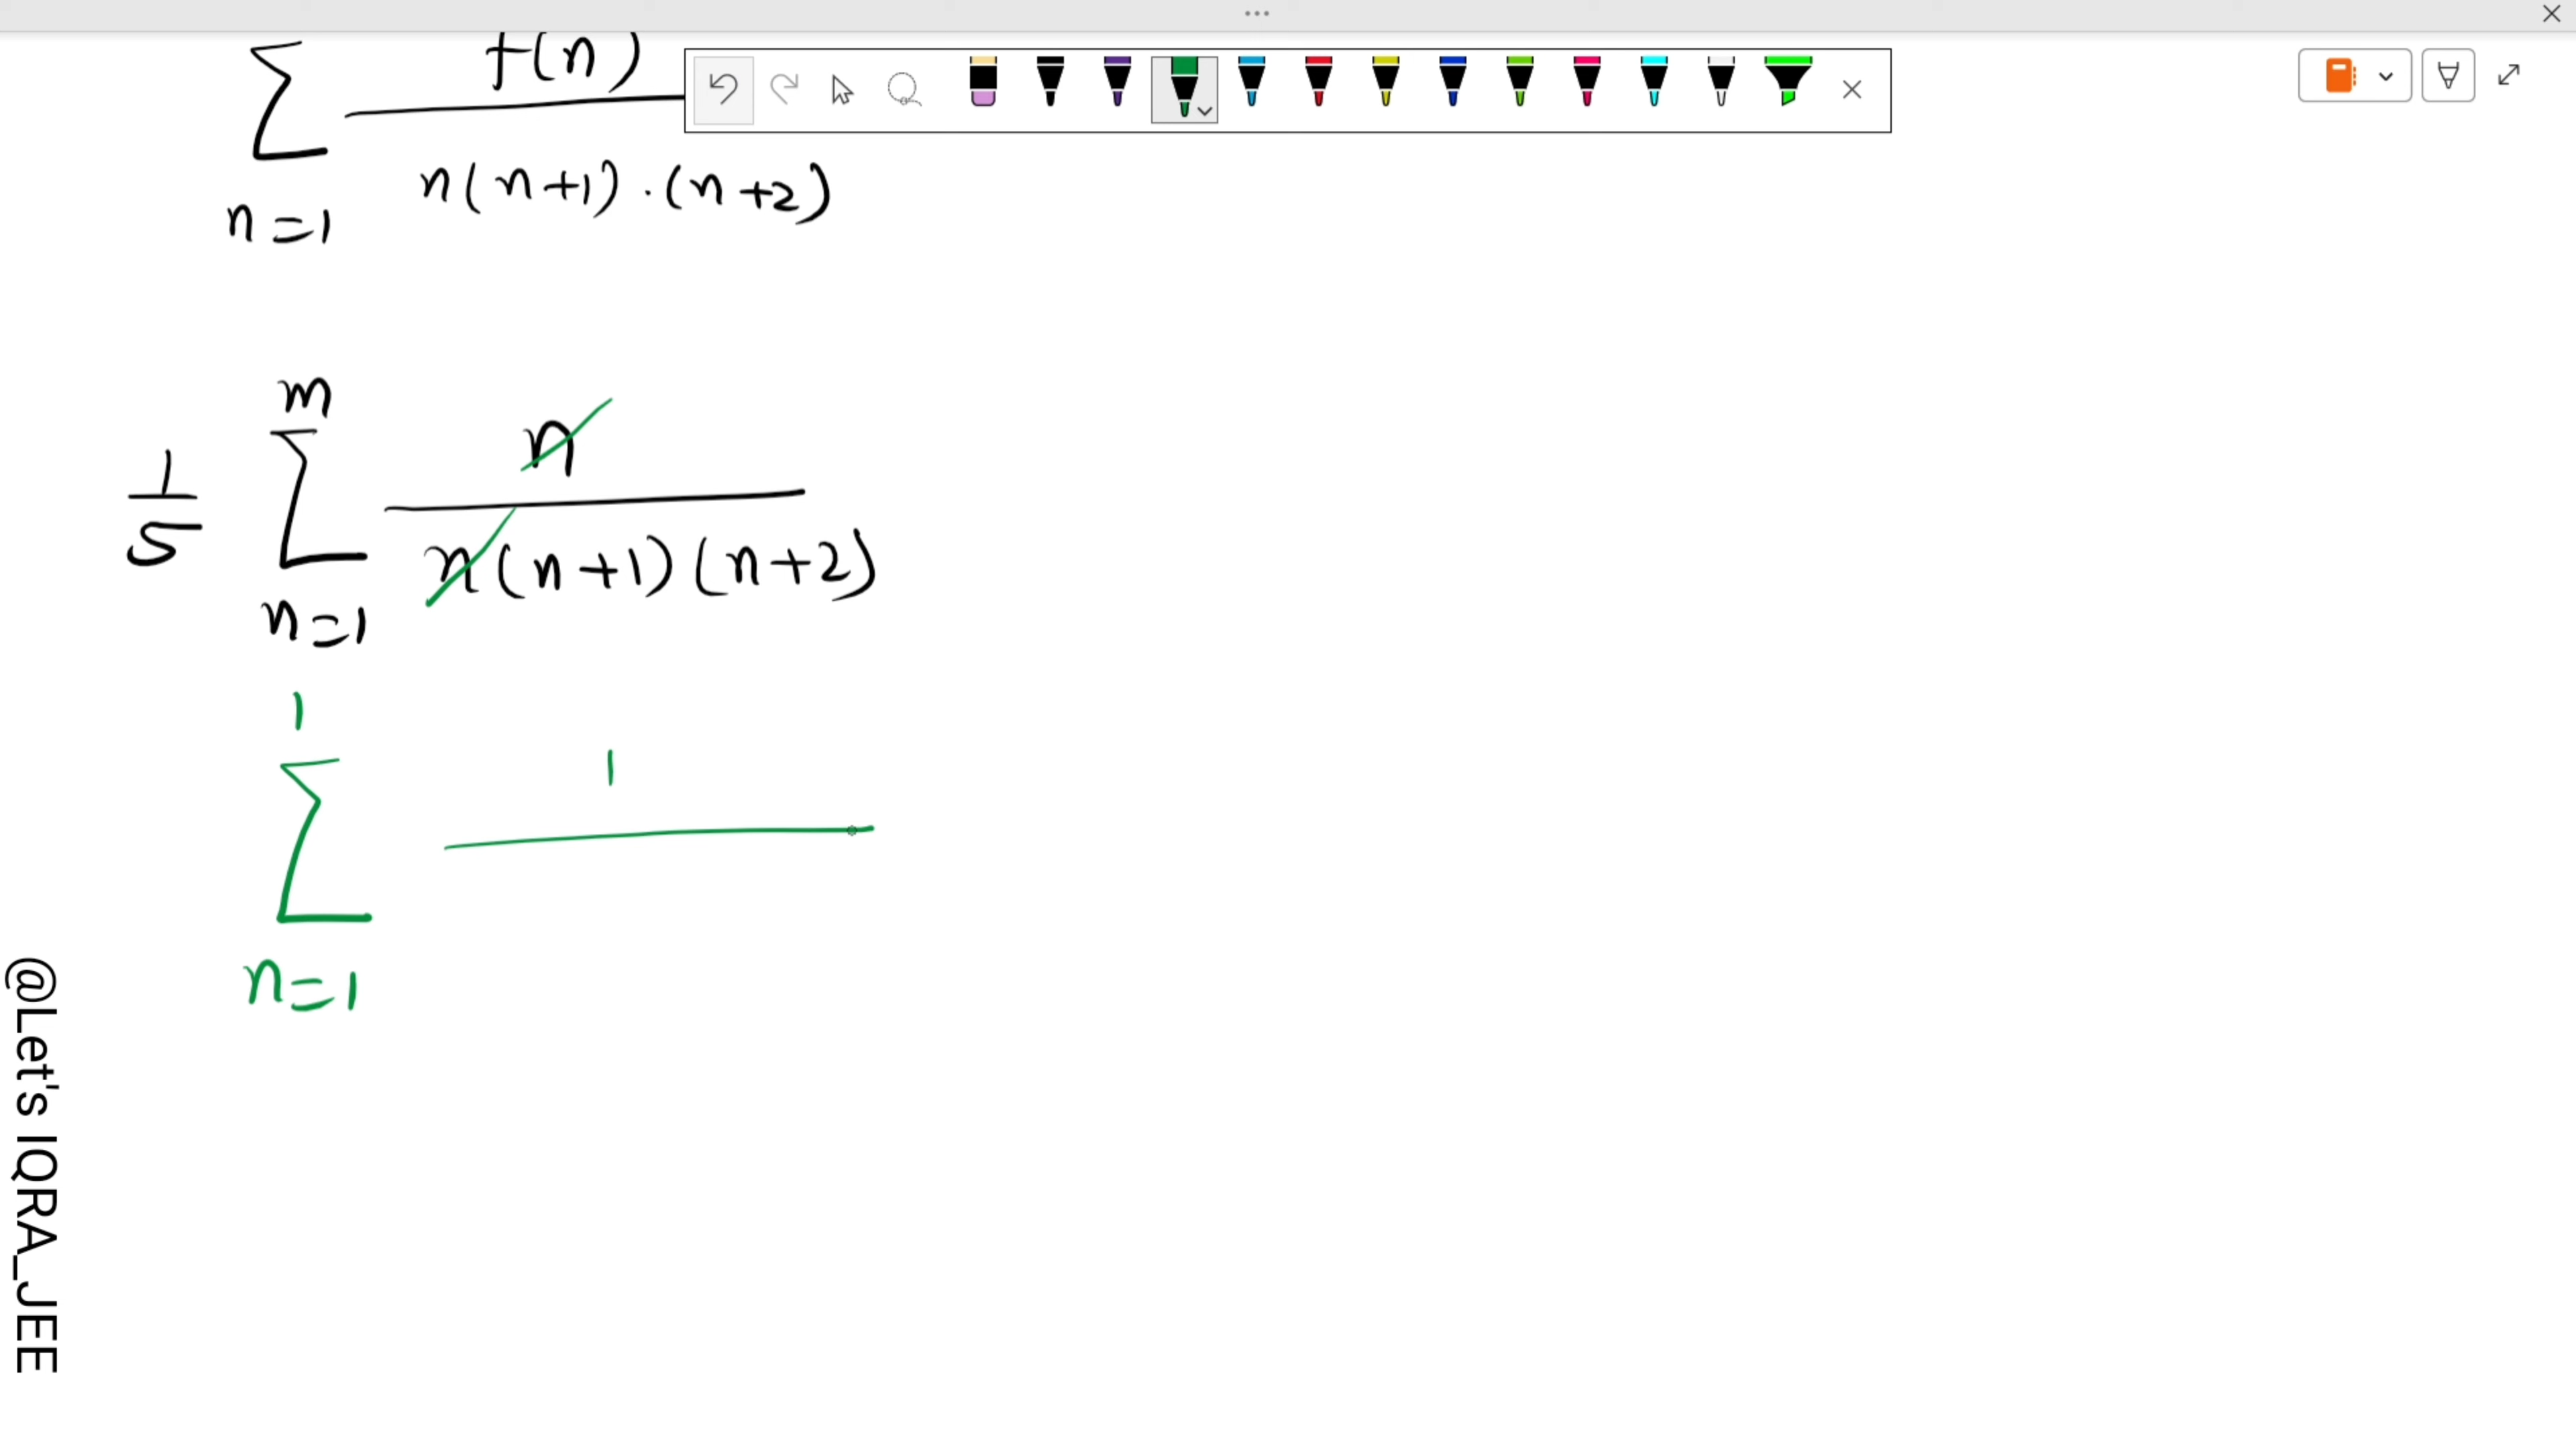 ∑ f(n)
n(n+1)·(n+2)
n=1
m
1/5 ∑ n
n(n+1)(n+2)
n=1
1
∑ 1
n=1
@Let's IQRA_JEE